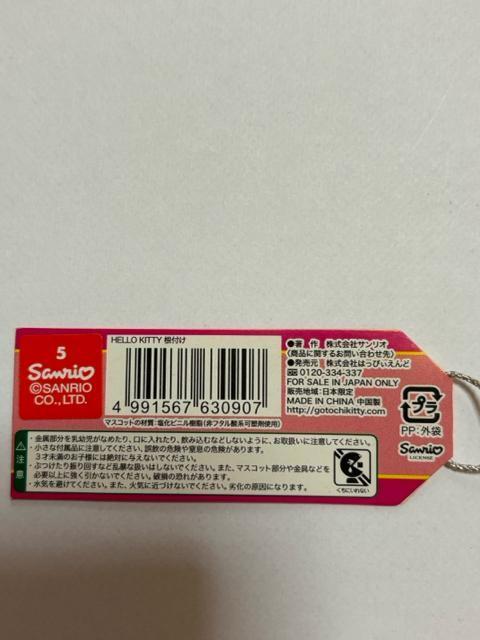 5
Sanrio
©SANRIO
CO., LTD.
HELLO KITTY 根付け
4 991567 630907
マスコットの材質:塩化ビニル樹脂(非フタル酸系可塑剤使用)
●著 作 株式会社サンリオ
(商品に関するお問い合わせ先)
●発売元 株式会社はっぴぃえんど
0120-334-337
FOR SALE IN JAPAN ONLY
販売地域:日本限定
MADE IN CHINA 中国製
http://gotochikitty.com
プラ
PP:外袋
Sanrio
LICENSE
注意
・金属部分を乳幼児がなめたり、口に入れたり、飲み込むなどしないように、お取扱いに注意してください。
・小さな付属品に注意してください。誤飲の危険や窒息の危険があります。
3才未満のお子様には絶対に与えないでください。
・ぶつけたり振り回すなど乱暴な扱いはしないでください。また、マスコット部分や金具などを
必要以上に強く引かないでください。破損の恐れがあります。
・水気を避けてください。また、火気に近づけないでください。劣化の原因になります。
くちにいれない